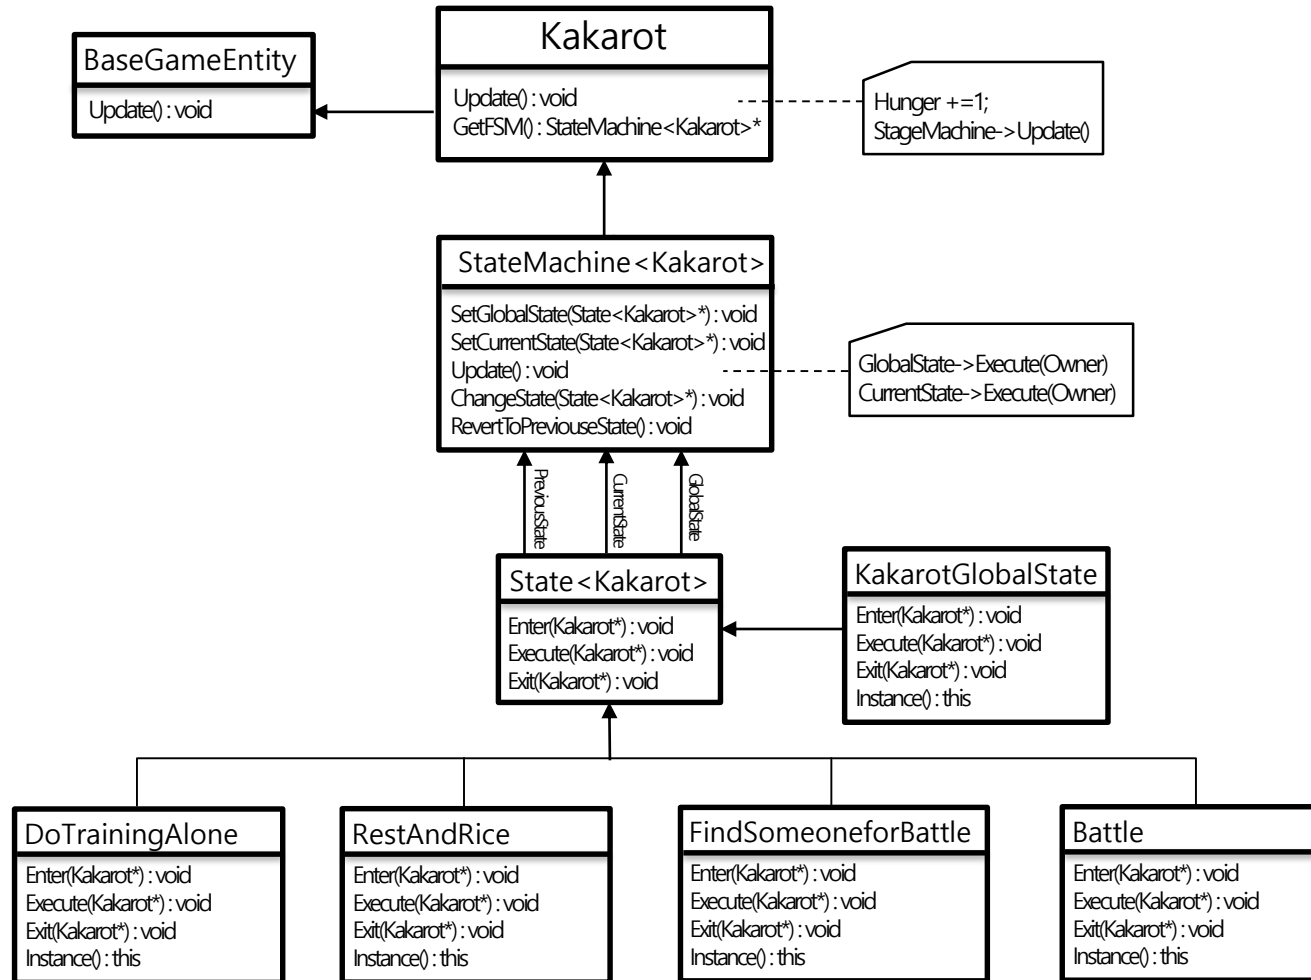 Kakarot
Update() : void
GetFSM() : StateMachine<Kakarot>*
BaseGameEntity
Update() : void
Hunger +=1;
StageMachine->Update()
StateMachine<Kakarot>
SetGlobalState(State<Kakarot>*) : void
SetCurrentState(State<Kakarot>*) : void
Update() : void
ChangeState(State<Kakarot>*) : void
RevertToPreviouseState() : void
GlobalState->Execute(Owner)
CurrentState->Execute(Owner)
PreviousState
CurrentState
GlobalState
State<Kakarot>
Enter(Kakarot*) : void
Execute(Kakarot*) : void
Exit(Kakarot*) : void
KakarotGlobalState
Enter(Kakarot*) : void
Execute(Kakarot*) : void
Exit(Kakarot*) : void
Instance() : this
DoTrainingAlone
Enter(Kakarot*) : void
Execute(Kakarot*) : void
Exit(Kakarot*) : void
Instance() : this
RestAndRice
Enter(Kakarot*) : void
Execute(Kakarot*) : void
Exit(Kakarot*) : void
Instance() : this
FindSomeoneforBattle
Enter(Kakarot*) : void
Execute(Kakarot*) : void
Exit(Kakarot*) : void
Instance() : this
Battle
Enter(Kakarot*) : void
Execute(Kakarot*) : void
Exit(Kakarot*) : void
Instance() : this